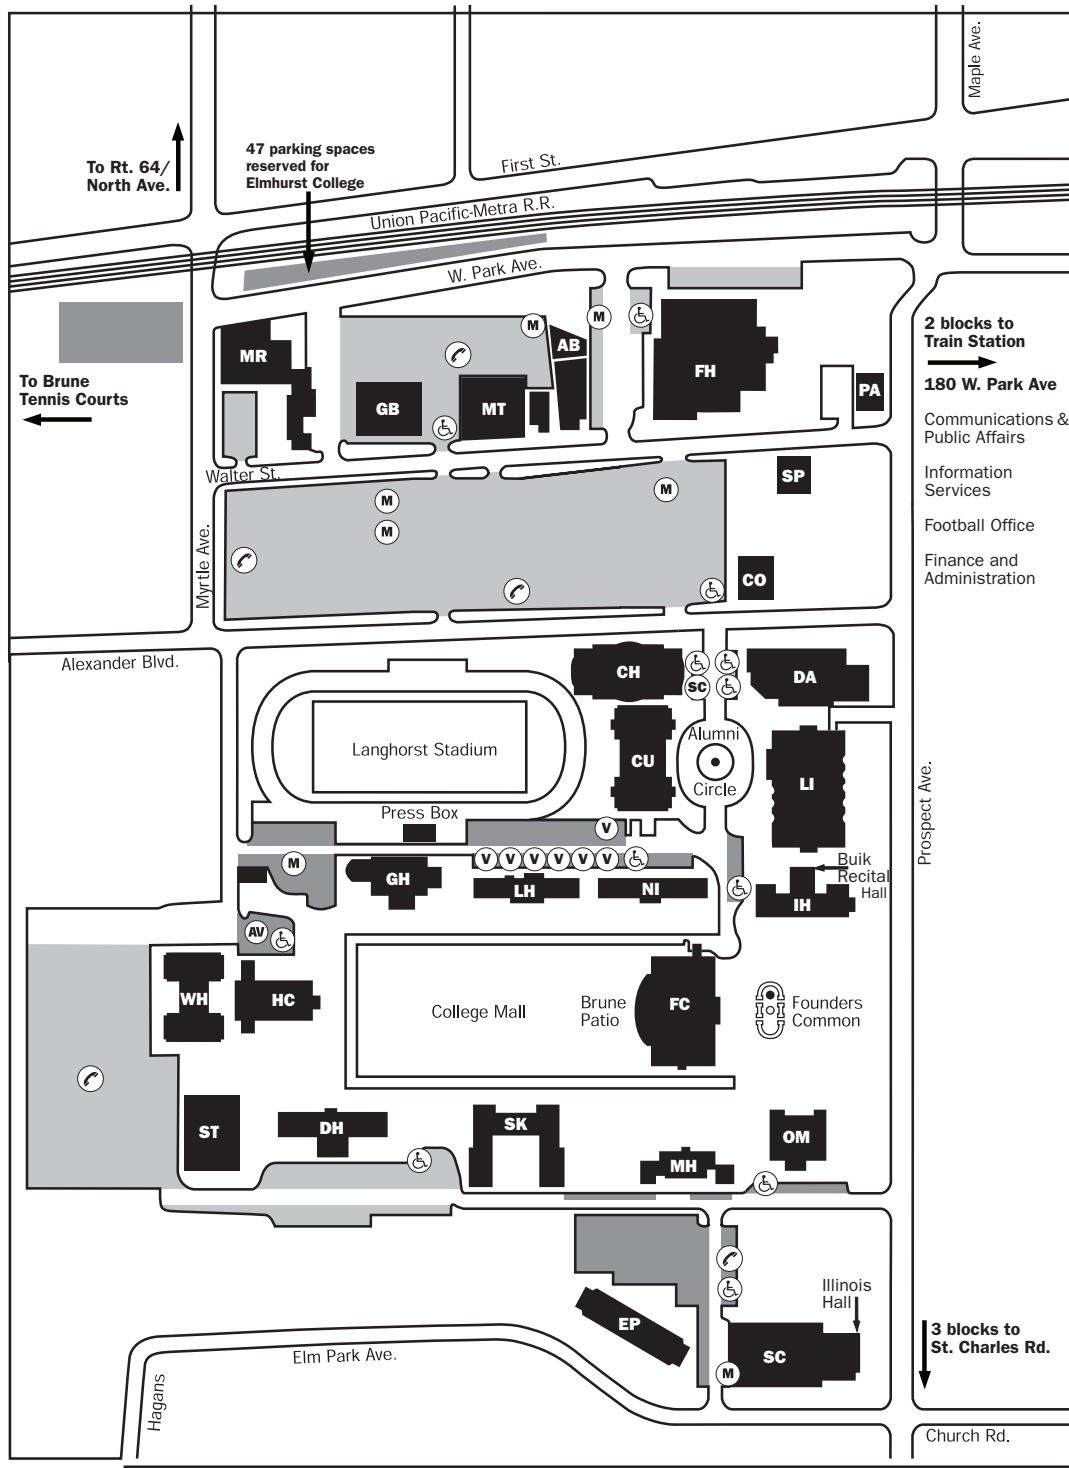 Maple Ave.
To Rt. 64/
North Ave.
47 parking spaces
reserved for
Elmhurst College
First St.
Union Pacific-Metra R.R.
W. Park Ave.
2 blocks to
Train Station
180 W. Park Ave
Communications &
Public Affairs
Information
Services
Football Office
Finance and
Administration
To Brune
Tennis Courts
MR
M
M
AB
FH
GB
MT
PA
Walter St.
SP
M
M
M
Myrtle Ave.
CO
Alexander Blvd.
CH
SC
DA
Langhorst Stadium
CU
Alumni
Circle
LI
Prospect Ave.
Press Box
V
M
V V V V V V
GH
LH
NI
Buik
Recital
Hall
IH
AV
WH
HC
College Mall
Brune
Patio
FC
Founders
Common
ST
DH
SK
MH
OM
Illinois
Hall
EP
SC
M
3 blocks to
St. Charles Rd.
Elm Park Ave.
Hagans
Church Rd.